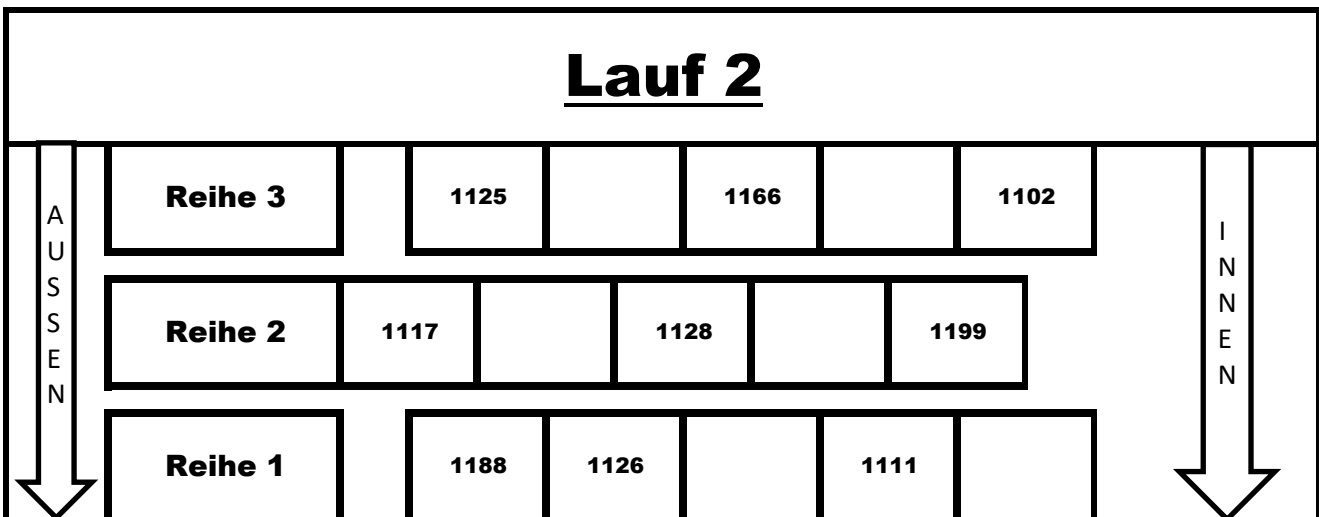 Lauf 2
AUSSEN
Reihe 3 1125 1166 1102
Reihe 2 1117 1128 1199
Reihe 1 1188 1126 1111
INNEN